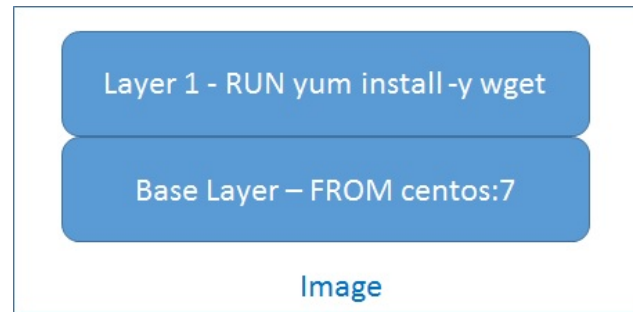 Layer 1 - RUN yum install -y wget
Base Layer – FROM centos:7
Image